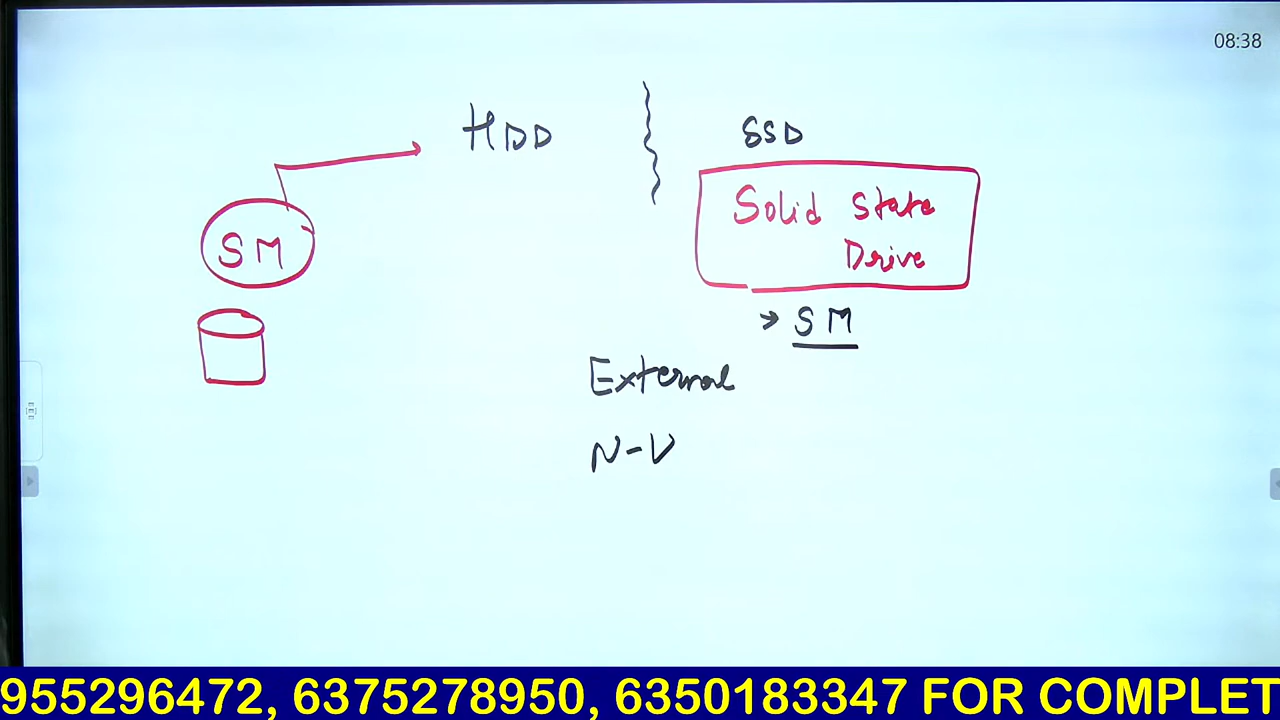 08:38
HDD
SSD
Solid State
Drive
SM
→ SM
External
N-V
955296472, 6375278950, 6350183347 FOR COMPLET